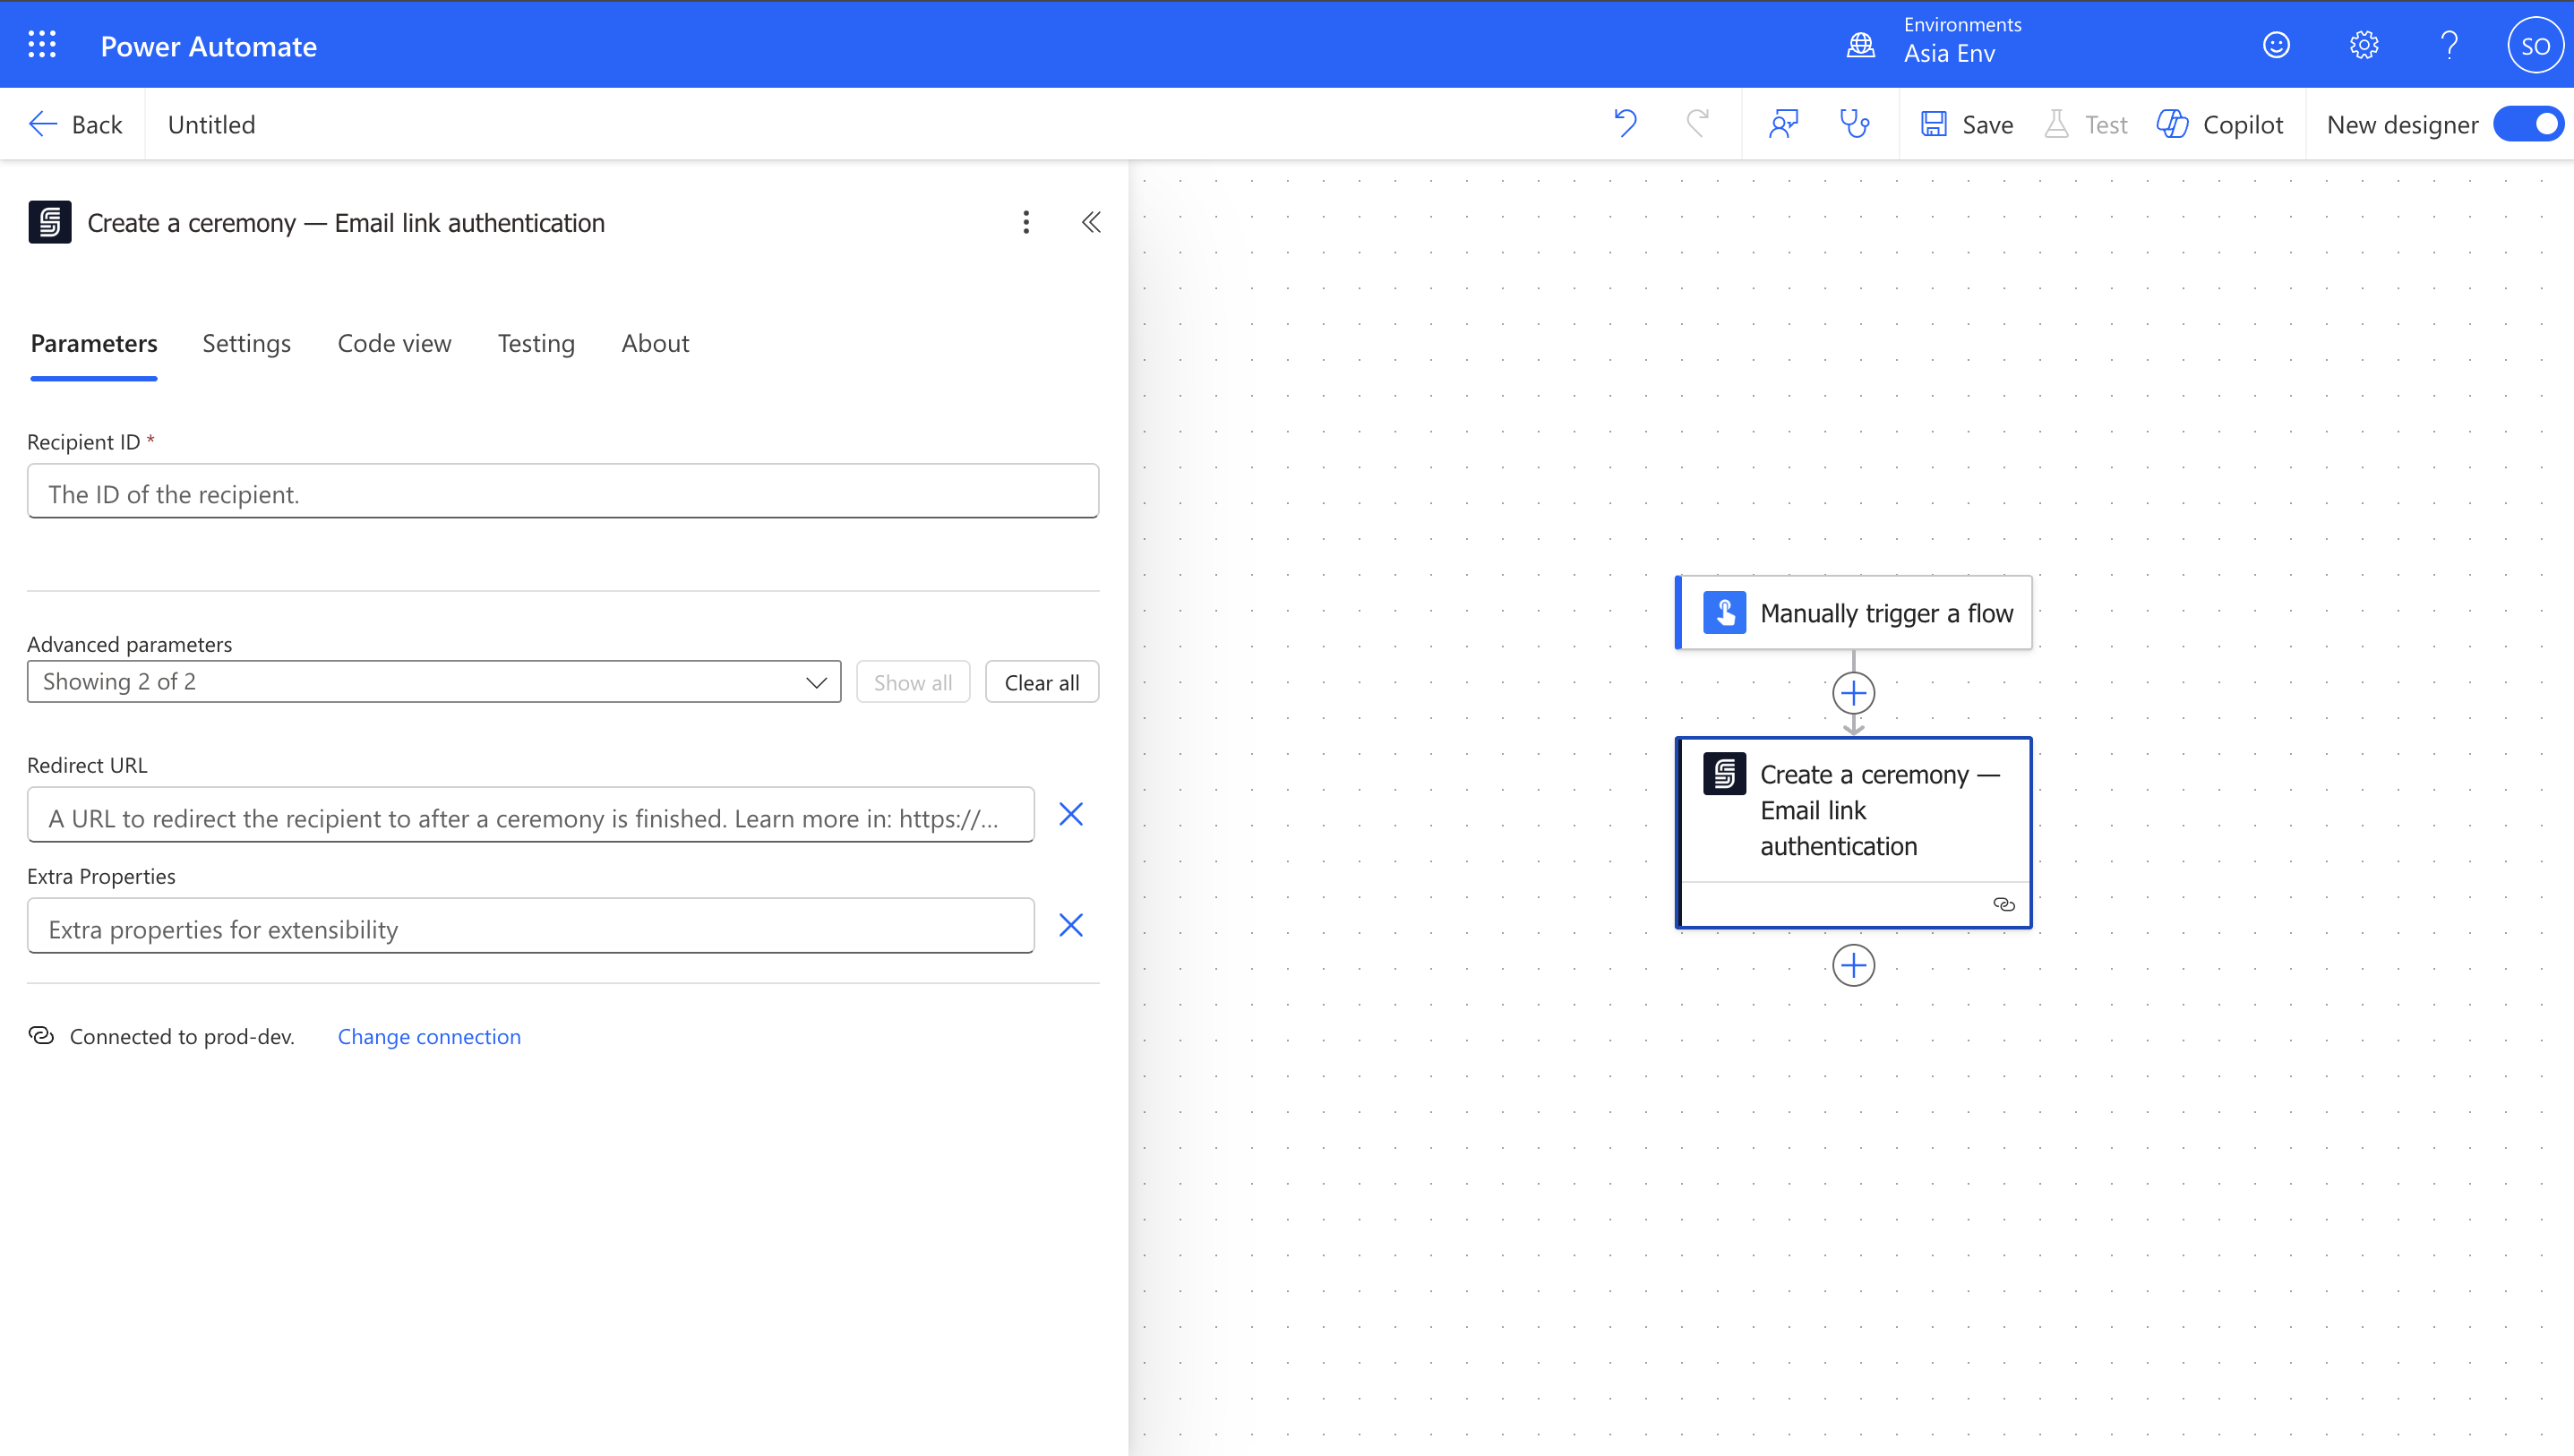 Power Automate
Environments
Asia Env
SO
Back
Untitled
Save
Test
Copilot
New designer
Create a ceremony — Email link authentication
Parameters
Settings
Code view
Testing
About
Recipient ID *
The ID of the recipient.
Advanced parameters
Showing 2 of 2
Show all
Clear all
Redirect URL
A URL to redirect the recipient to after a ceremony is finished. Learn more in: https://...
Extra Properties
Extra properties for extensibility
Connected to prod-dev.
Change connection
Manually trigger a flow
Create a ceremony —
Email link
authentication